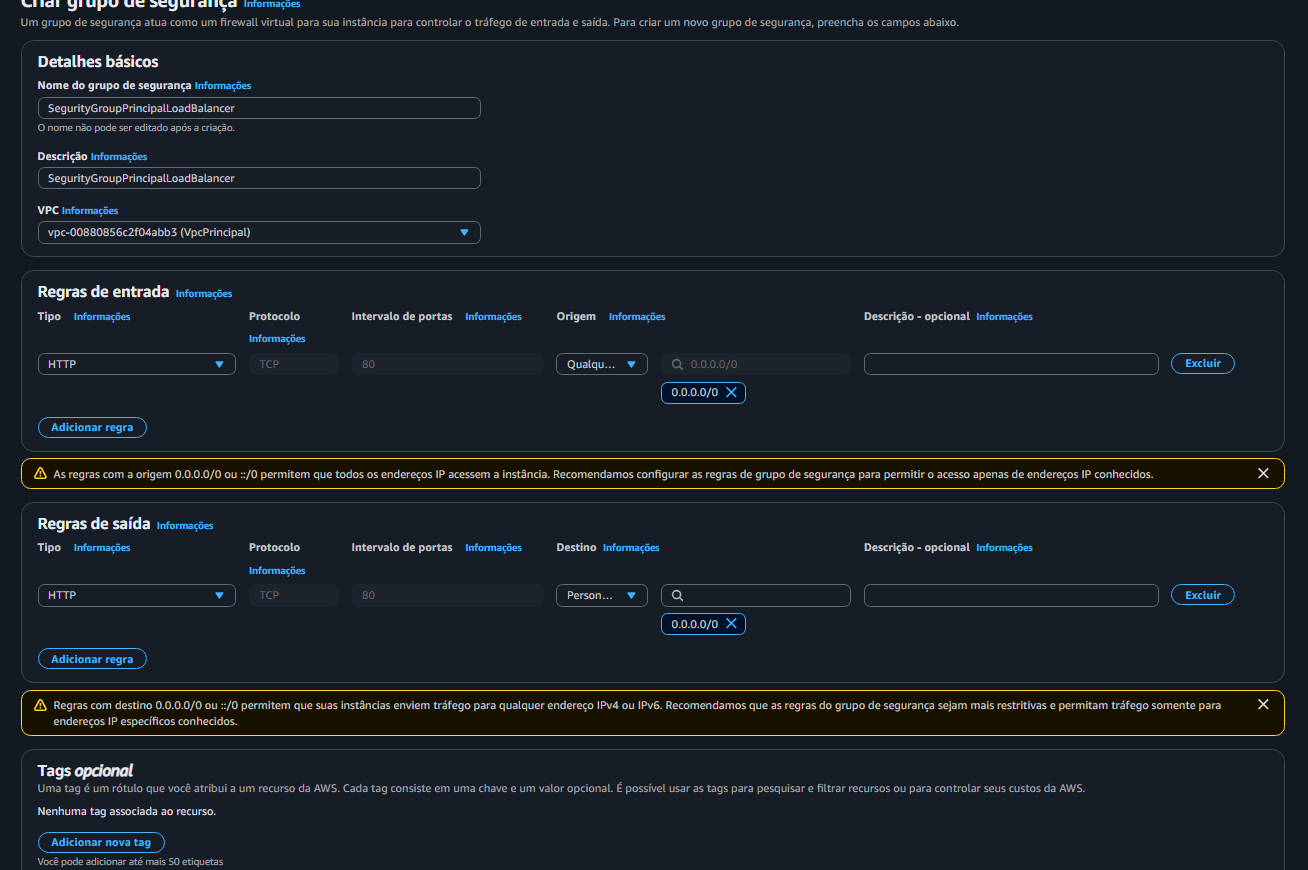 Criar grupo de segurança Informações
Um grupo de segurança atua como um firewall virtual para sua instância para controlar o tráfego de entrada e saída. Para criar um novo grupo de segurança, preencha os campos abaixo.
Detalhes básicos
Nome do grupo de segurança Informações
SegurityGroupPrincipalLoadBalancer
O nome não pode ser editado após a criação.
Descrição Informações
SegurityGroupPrincipalLoadBalancer
VPC Informações
vpc-00880856c2f04abb3 (VpcPrincipal)
Regras de entrada Informações
Tipo Informações Protocolo Intervalo de portas Informações Origem Informações Descrição - opcional Informações
Informações
HTTP TCP 80 Qualqu... 0.0.0.0/0 Excluir
0.0.0.0/0
Adicionar regra
As regras com a origem 0.0.0.0/0 ou ::/0 permitem que todos os endereços IP acessem a instância. Recomendamos configurar as regras de grupo de segurança para permitir o acesso apenas de endereços IP conhecidos.
Regras de saída Informações
Tipo Informações Protocolo Intervalo de portas Informações Destino Informações Descrição - opcional Informações
Informações
HTTP TCP 80 Person... Excluir
0.0.0.0/0
Adicionar regra
Regras com destino 0.0.0.0/0 ou ::/0 permitem que suas instâncias enviem tráfego para qualquer endereço IPv4 ou IPv6. Recomendamos que as regras do grupo de segurança sejam mais restritivas e permitam tráfego somente para
endereços IP específicos conhecidos.
Tags opcional
Uma tag é um rótulo que você atribui a um recurso da AWS. Cada tag consiste em uma chave e um valor opcional. É possível usar as tags para pesquisar e filtrar recursos ou para controlar seus custos da AWS.
Nenhuma tag associada ao recurso.
Adicionar nova tag
Você pode adicionar até mais 50 etiquetas